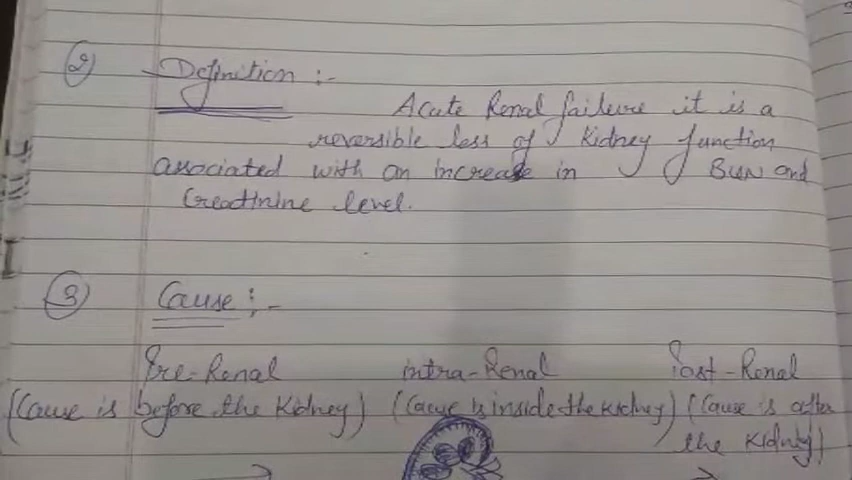 2 Definition :-
Acute Renal failure it is a
reversible loss of Kidney function
associated with an increase in BUN and
Creatinine level.
3 Cause :-
Pre-Renal intra-Renal Post-Renal
(Cause is before the Kidney) (Cause is inside the kidney) (Cause is after
the Kidney)